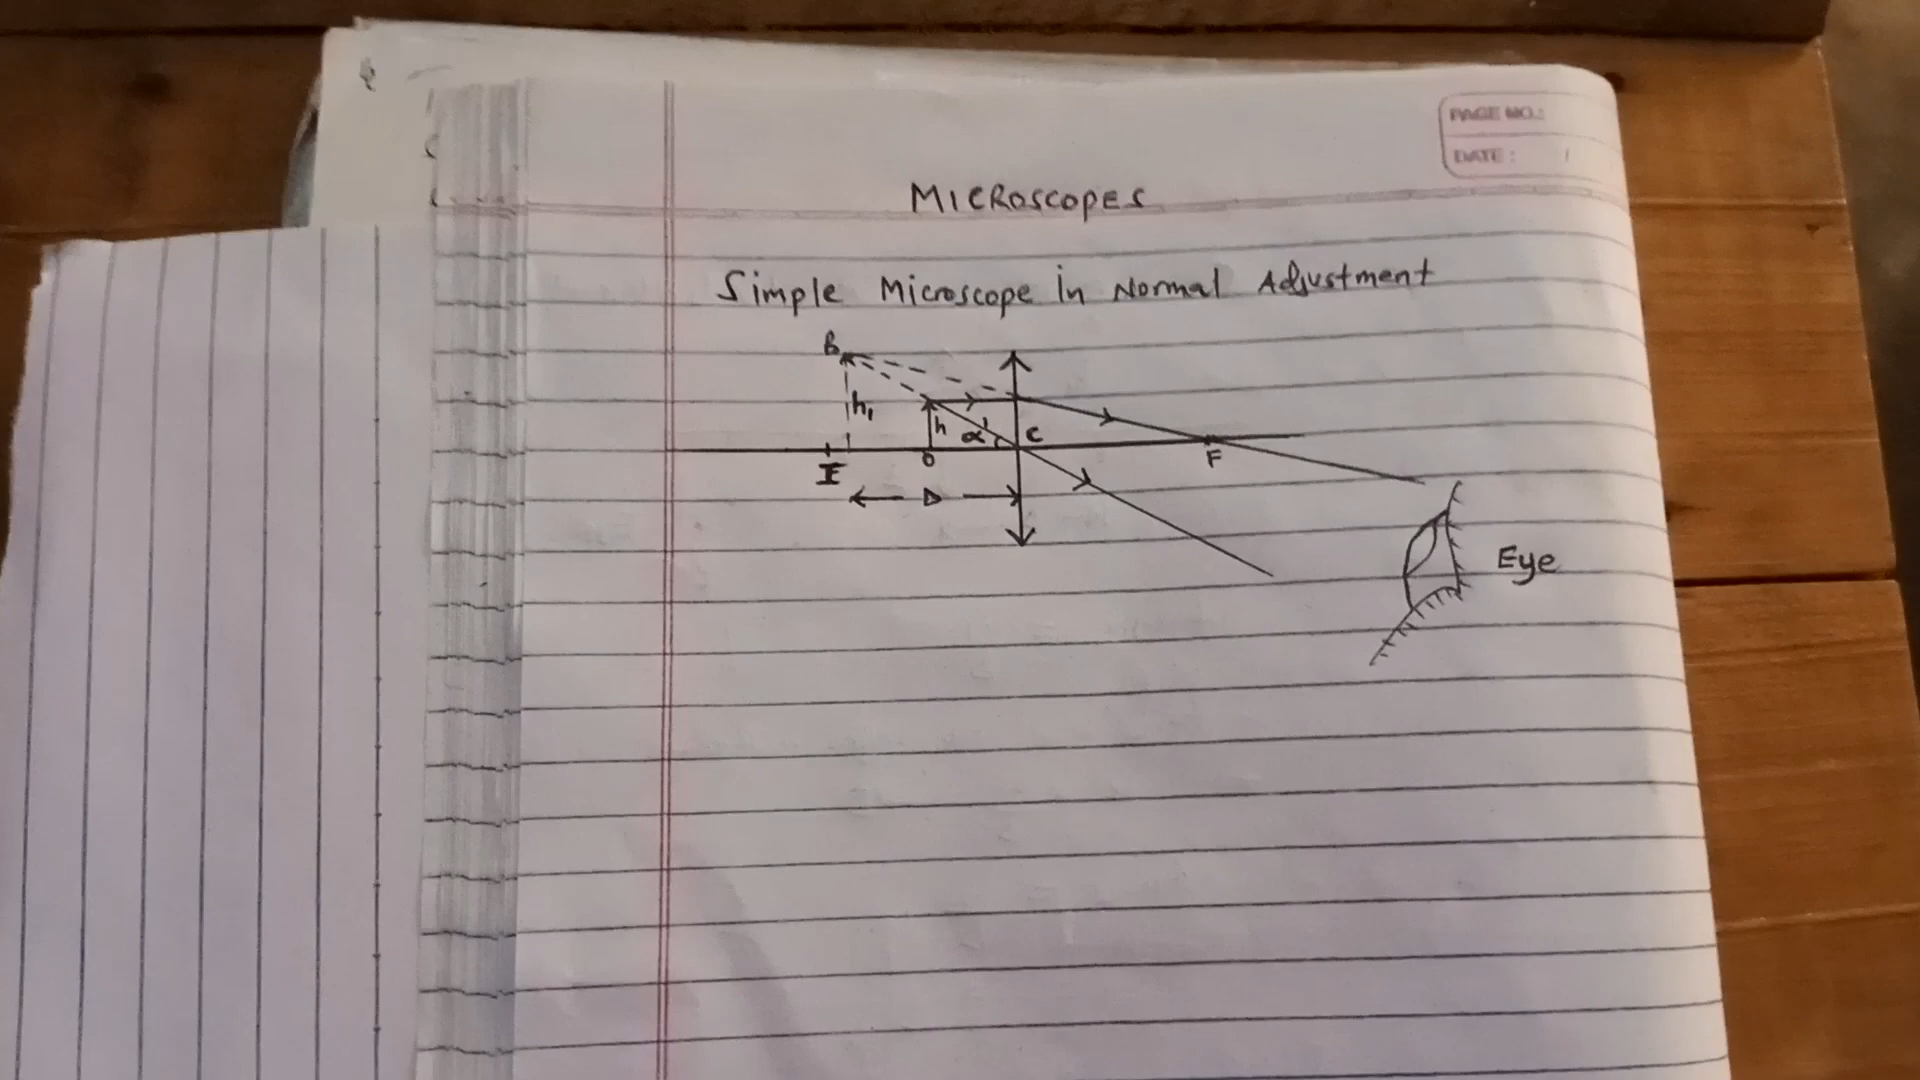 PAGE NO.:
DATE : /
MICROSCOPES
Simple Microscope in Normal Adjustment
B
h1
h α' C
I O F
D
Eye